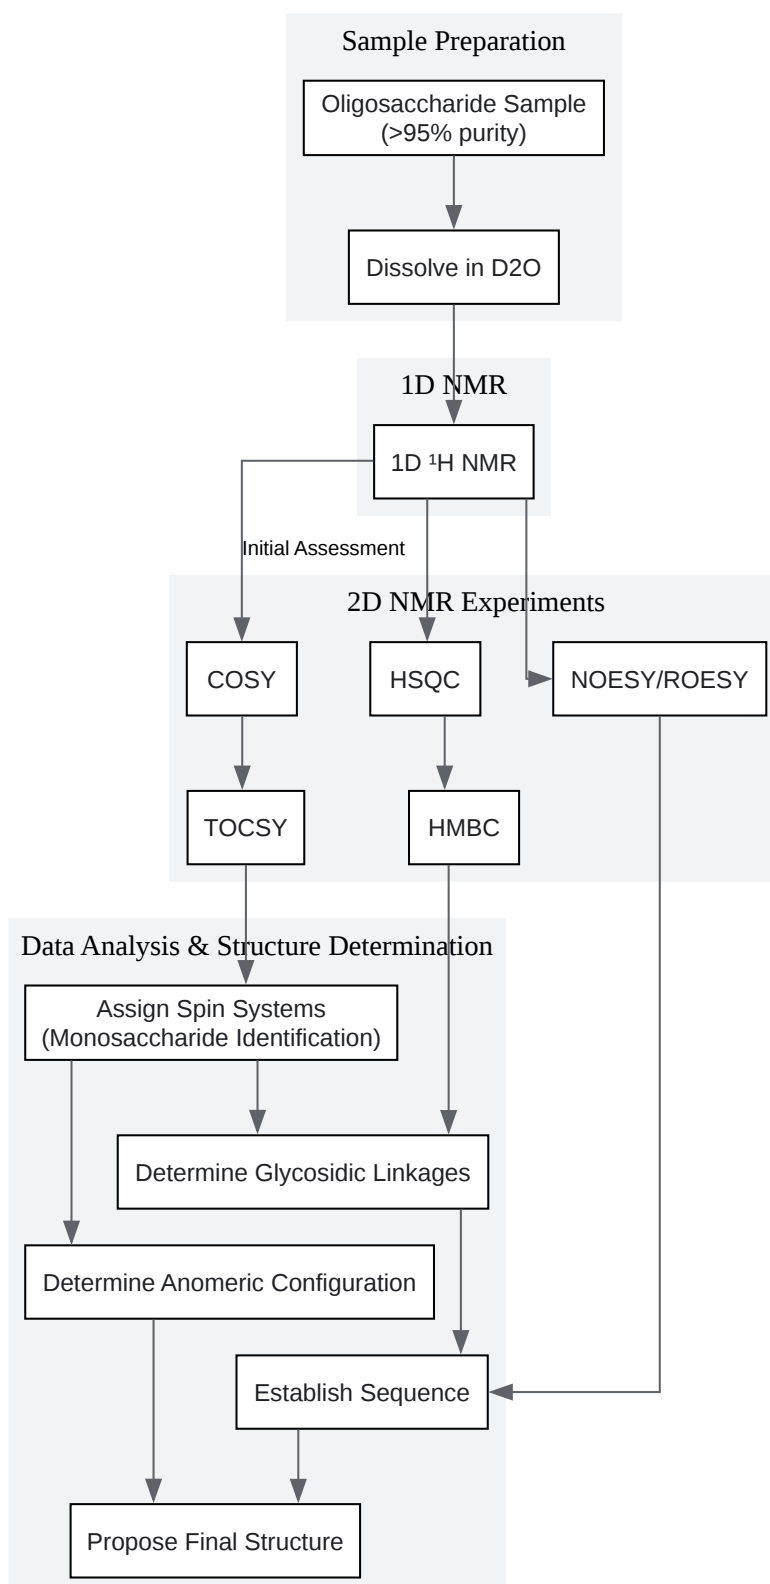 Sample Preparation
Oligosaccharide Sample
(>95% purity)
Dissolve in D2O
1D NMR
1D ¹H NMR
Initial Assessment
2D NMR Experiments
COSY
HSQC
NOESY/ROESY
TOCSY
HMBC
Data Analysis & Structure Determination
Assign Spin Systems
(Monosaccharide Identification)
Determine Glycosidic Linkages
Determine Anomeric Configuration
Establish Sequence
Propose Final Structure